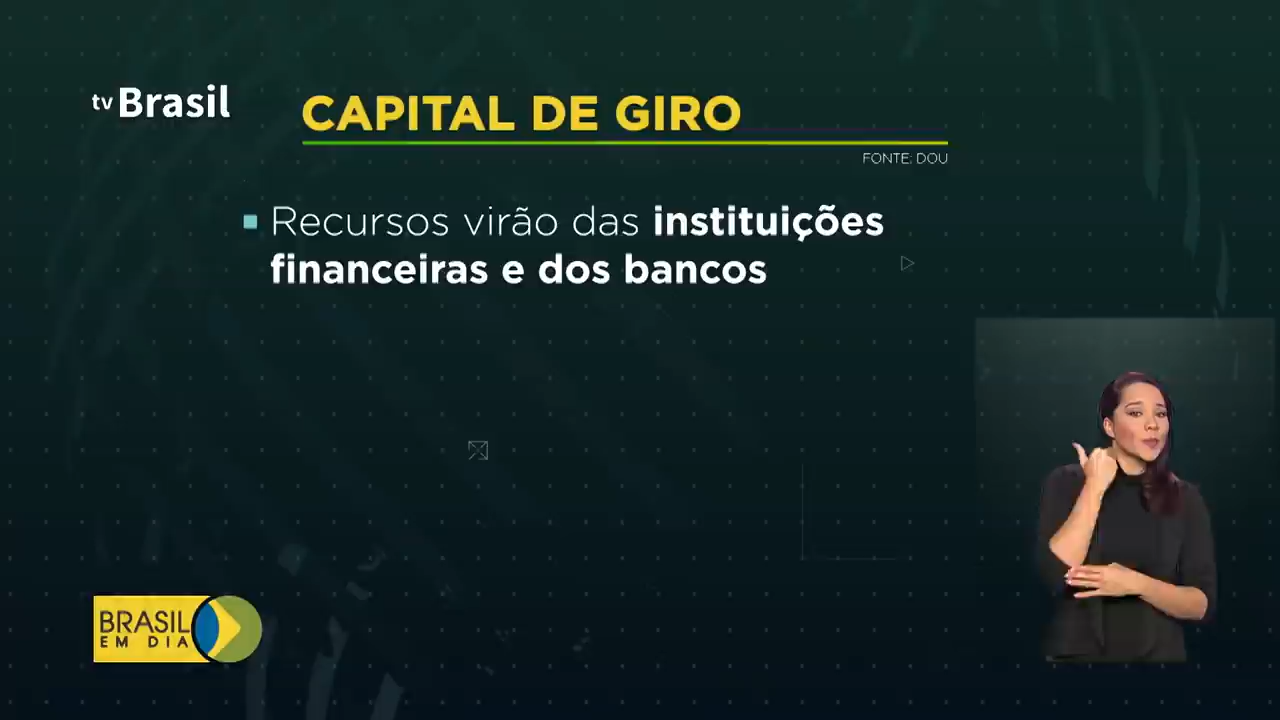 tv Brasil
CAPITAL DE GIRO
FONTE: DOU
Recursos virão das instituições
financeiras e dos bancos
BRASIL
EM DIA